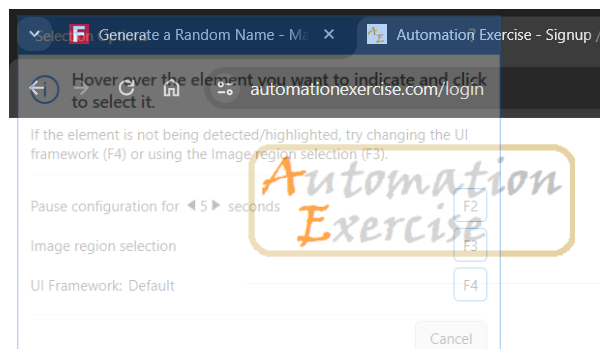 Selection Options
?
Generate a Random Name - Ma
Automation Exercise - Signup /
Hover over the element you want to indicate and click
to select it.
automationexercise.com/login
If the element is not being detected/highlighted, try changing the UI
framework (F4) or using the Image region selection (F3).
Automation
Exercise
Pause configuration for 5 seconds
F2
Image region selection
F3
UI Framework: Default
F4
Cancel